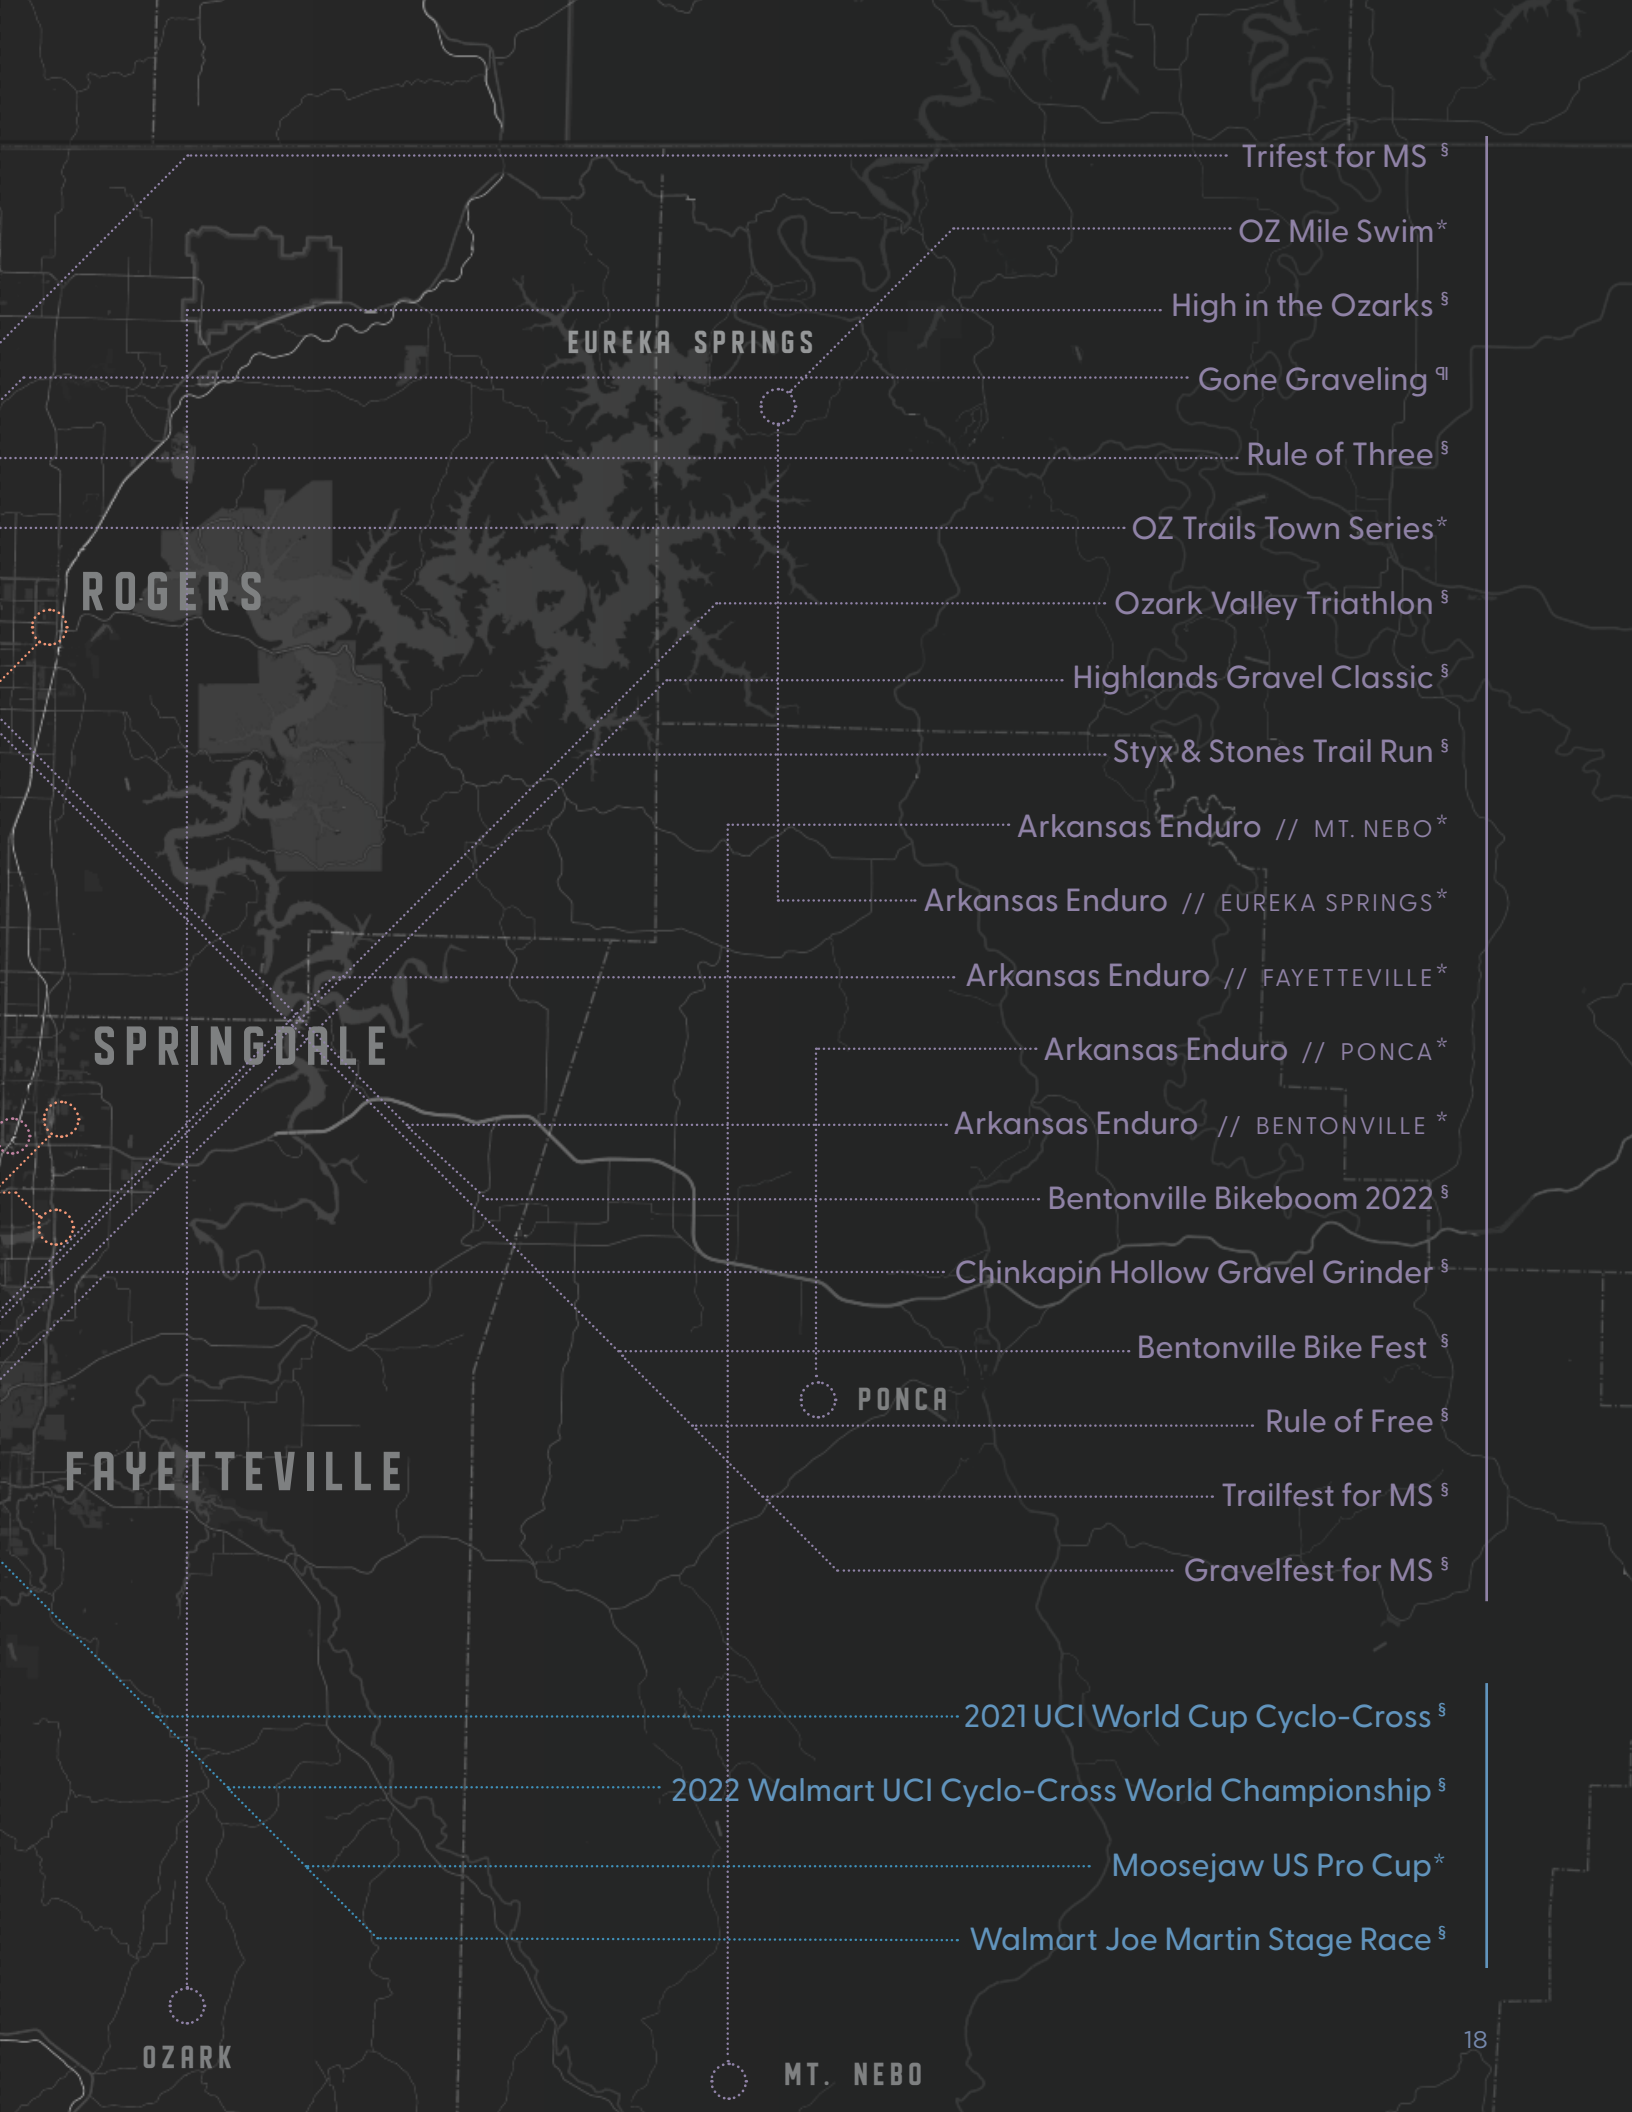 Trifest for MS §
OZ Mile Swim*
High in the Ozarks §
EUREKA SPRINGS
Gone Graveling ¶
Rule of Three §
OZ Trails Town Series*
ROGERS
Ozark Valley Triathlon §
Highlands Gravel Classic §
Styx & Stones Trail Run §
Arkansas Enduro // MT. NEBO*
Arkansas Enduro // EUREKA SPRINGS*
Arkansas Enduro // FAYETTEVILLE*
SPRINGDALE
Arkansas Enduro // PONCA*
Arkansas Enduro // BENTONVILLE *
Bentonville Bikeboom 2022 §
Chinkapin Hollow Gravel Grinder §
Bentonville Bike Fest §
PONCA
Rule of Free §
FAYETTEVILLE
Trailfest for MS §
Gravelfest for MS §
2021 UCI World Cup Cyclo-Cross §
2022 Walmart UCI Cyclo-Cross World Championship §
Moosejaw US Pro Cup*
Walmart Joe Martin Stage Race §
18
OZARK
MT. NEBO